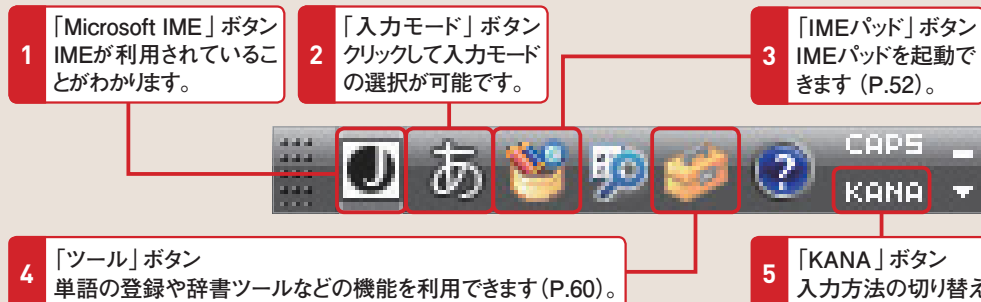 1
「Microsoft IME」ボタン
IMEが利用されているこ
とがわかります。
2
「入力モード」ボタン
クリックして入力モード
の選択が可能です。
3
「IMEパッド」ボタン
IMEパッドを起動で
きます(P.52)。
あ
?
CAPS
KANA
4
「ツール」ボタン
単語の登録や辞書ツールなどの機能を利用できます(P.60)。
5
「KANA」ボタン
入力方法の切り替え